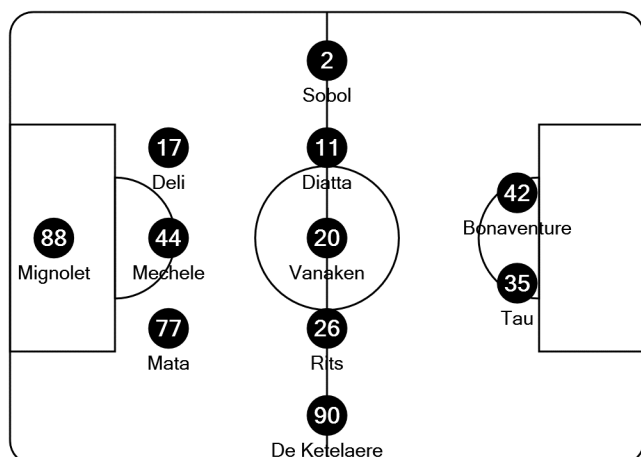 2
Sobol
17
Deli
11
Diatta
42
Bonaventure
88
Mignolet
44
Mechele
20
Vanaken
35
Tau
77
Mata
26
Rits
90
De Ketelaere